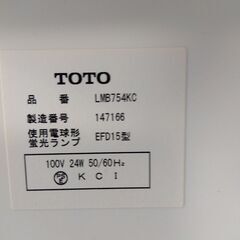 TOTO
品番 LMB754KC
製造番号 147166
使用電球形 EFD15型
蛍光ランプ
100V 24W 50/60Hz
KCI